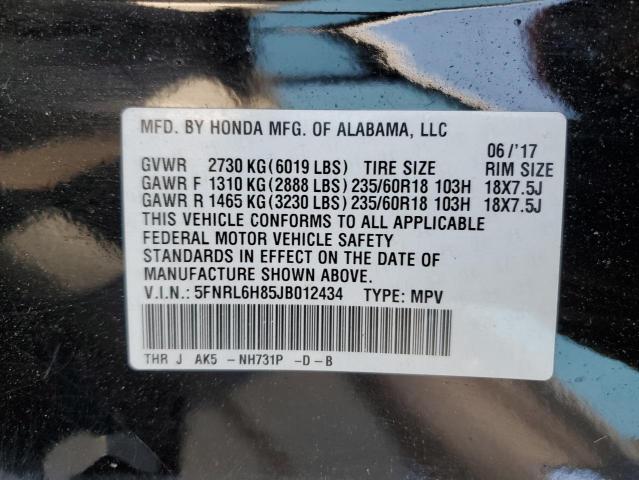 MFD. BY HONDA MFG. OF ALABAMA, LLC
06/'17
GVWR 2730 KG(6019 LBS) TIRE SIZE RIM SIZE
GAWR F 1310 KG(2888 LBS) 235/60R18 103H 18X7.5J
GAWR R 1465 KG(3230 LBS) 235/60R18 103H 18X7.5J
THIS VEHICLE CONFORMS TO ALL APPLICABLE
FEDERAL MOTOR VEHICLE SAFETY
STANDARDS IN EFFECT ON THE DATE OF
MANUFACTURE SHOWN ABOVE.
V.I.N.: 5FNRL6H85JB012434 TYPE: MPV
THR J AK5 -NH731P -D-B